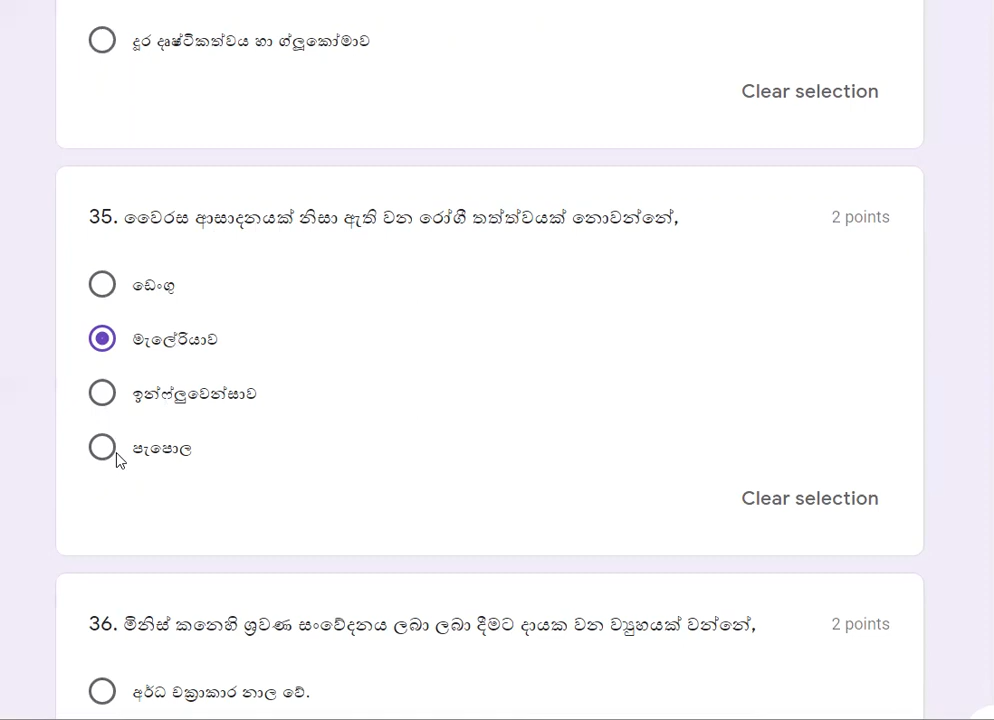 දූර දෘෂ්ටිකත්වය හා ග්ලූකෝමාව
Clear selection
35. වෛරස ආසාදනයක් නිසා ඇති වන රෝගී තත්ත්වයක් නොවන්නේ,
2 points
ඩෙංගු
මැලේරියාව
ඉන්ෆ්ලුවෙන්සාව
පැපොල
Clear selection
36. මිනිස් කනෙහි ශ්‍රවණ සංවේදනය ලබා ලබා දීමට දායක වන ව්‍යුහයක් වන්නේ,
2 points
අර්ධ චක්‍රාකාර නාල වේ.